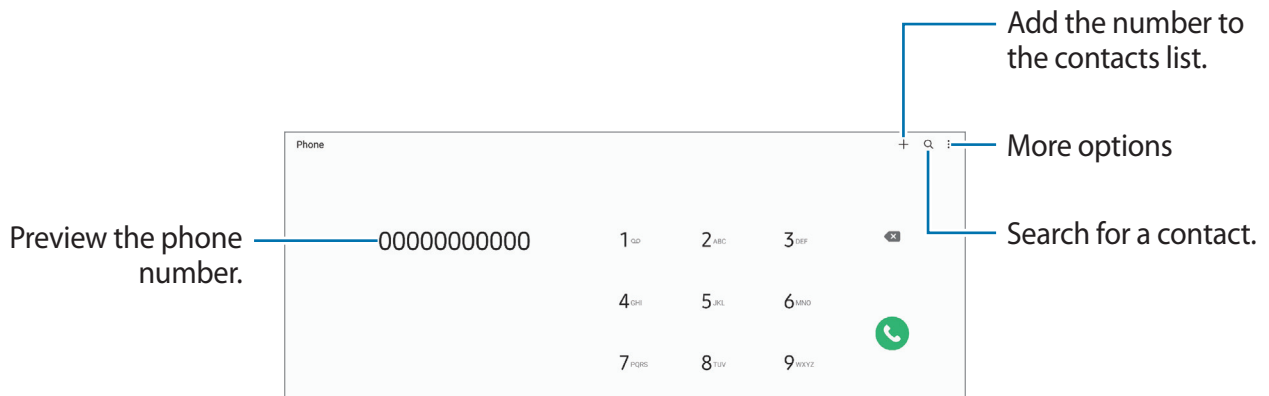 Add the number to
the contacts list.
Phone
More options
Preview the phone
number.
00000000000
1 2 ABC 3 DEF
Search for a contact.
4 GHI 5 JKL 6 MNO
7 PQRS 8 TUV 9 WXYZ